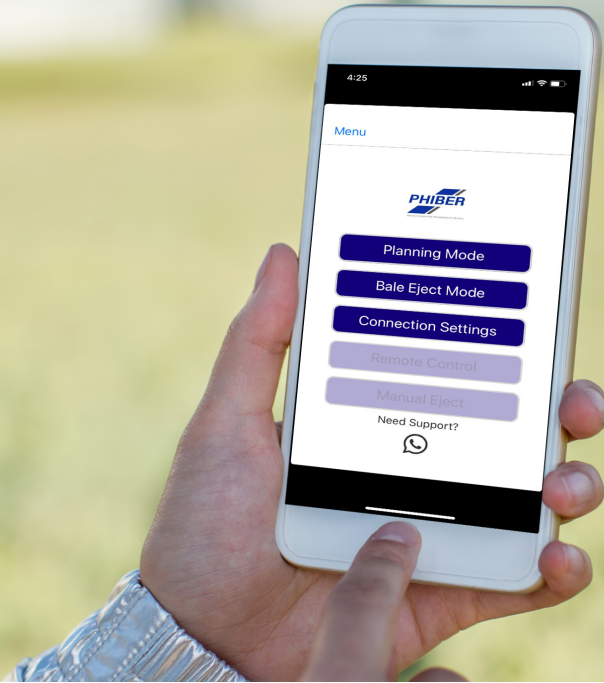 4:25
Menu
PHIBER
Planning Mode
Bale Eject Mode
Connection Settings
Remote Control
Manual Eject
Need Support?